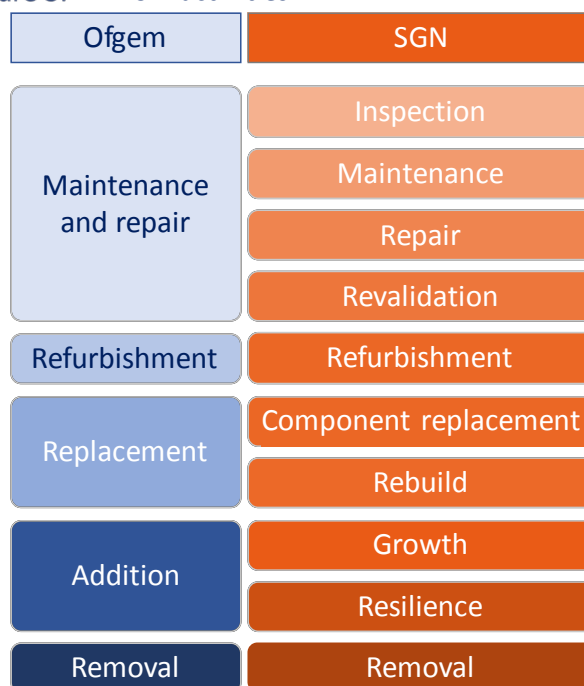 Ofgem
SGN
Maintenance
and repair
Inspection
Maintenance
Repair
Revalidation
Refurbishment
Refurbishment
Replacement
Component replacement
Rebuild
Addition
Growth
Resilience
Removal
Removal